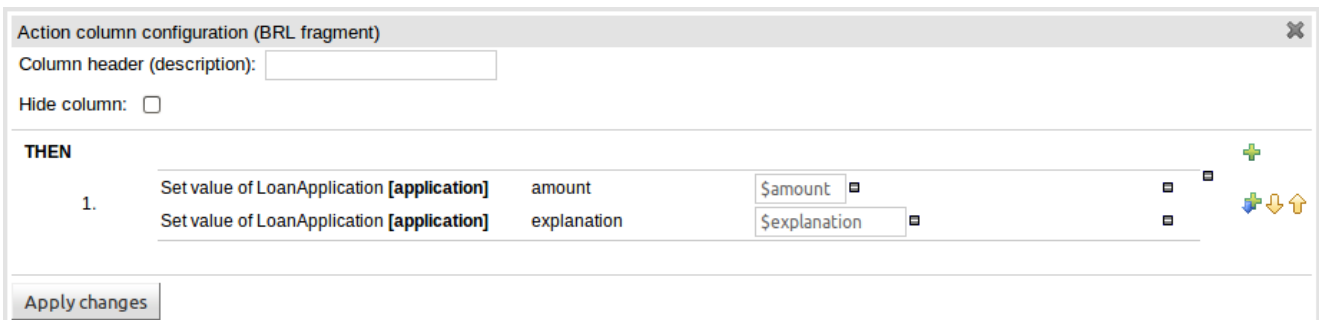 Action column configuration (BRL fragment)
Column header (description):
Hide column:
THEN
1.
Set value of LoanApplication [application] amount $amount
Set value of LoanApplication [application] explanation $explanation
Apply changes